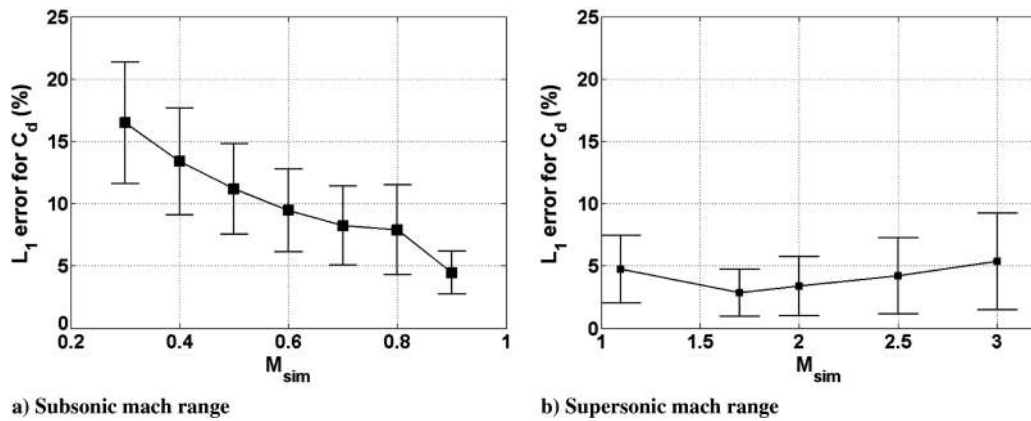 25
20
15
10
5
0
L1 error for Cd (%)
0.2 0.4 0.6 0.8 1
Msim
a) Subsonic mach range
25
20
15
10
5
0
L1 error for Cd (%)
1 1.5 2 2.5 3
Msim
b) Supersonic mach range